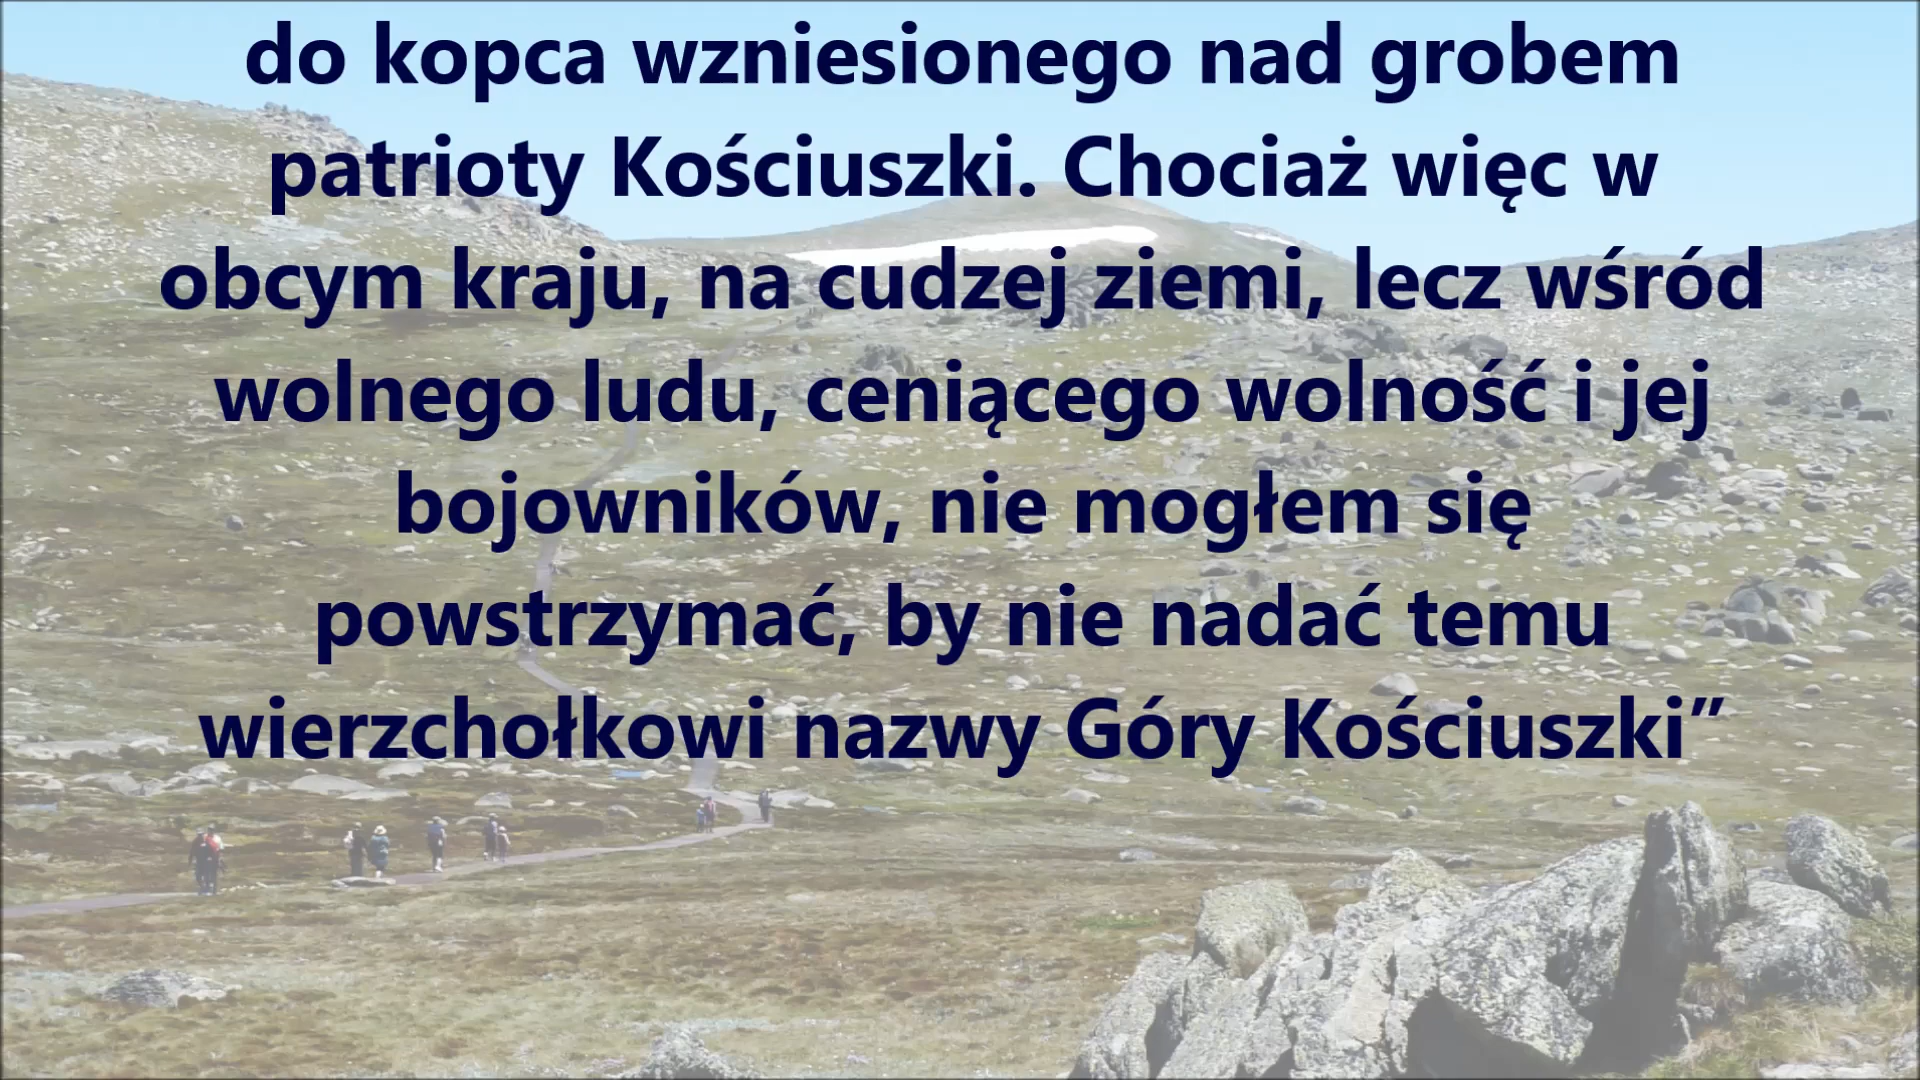 do kopca wzniesionego nad grobem
patrioty Kościuszki. Chociaż więc w
obcym kraju, na cudzej ziemi, lecz wśród
wolnego ludu, ceniącego wolność i jej
bojowników, nie mogłem się
powstrzymać, by nie nadać temu
wierzchołkowi nazwy Góry Kościuszki”